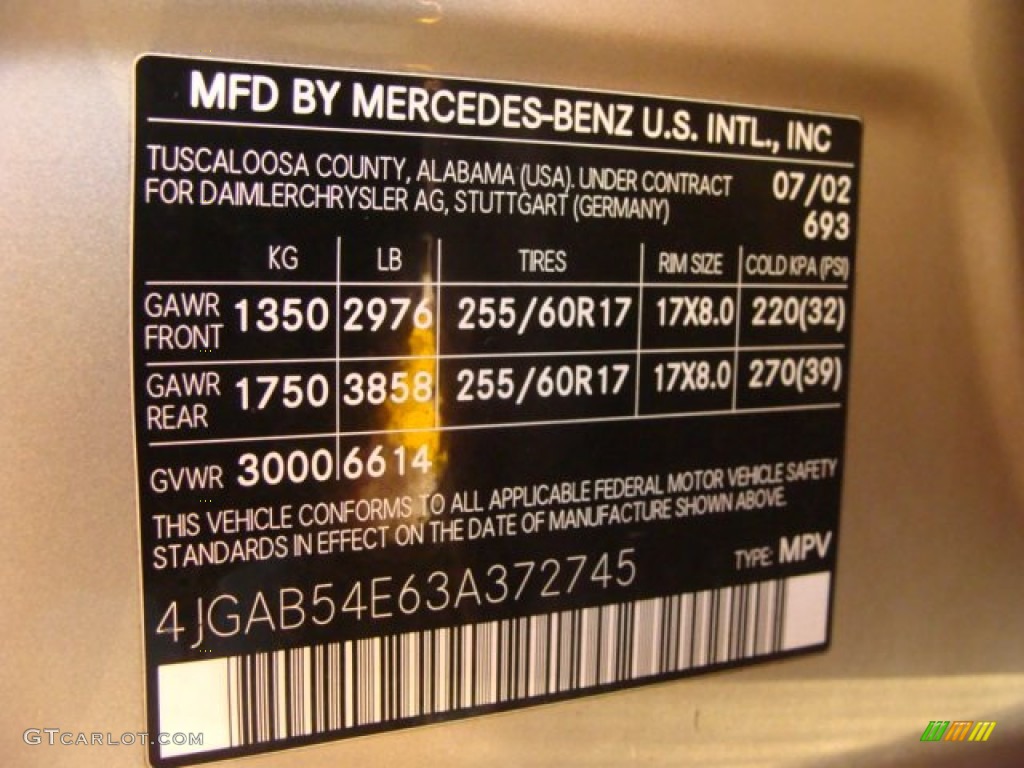 MFD BY MERCEDES-BENZ U.S. INTL., INC
TUSCALOOSA COUNTY, ALABAMA (USA). UNDER CONTRACT 07/02
FOR DAIMLERCHRYSLER AG, STUTTGART (GERMANY) 693
KG LB TIRES RIM SIZE COLD KPA (PSI)
GAWR FRONT 1350 2976 255/60R17 17X8.0 220(32)
GAWR REAR 1750 3858 255/60R17 17X8.0 270(39)
GVWR 3000 6614
THIS VEHICLE CONFORMS TO ALL APPLICABLE FEDERAL MOTOR VEHICLE SAFETY
STANDARDS IN EFFECT ON THE DATE OF MANUFACTURE SHOWN ABOVE.
4JGAB54E63A372745 TYPE: MPV
GTCARLOT.COM